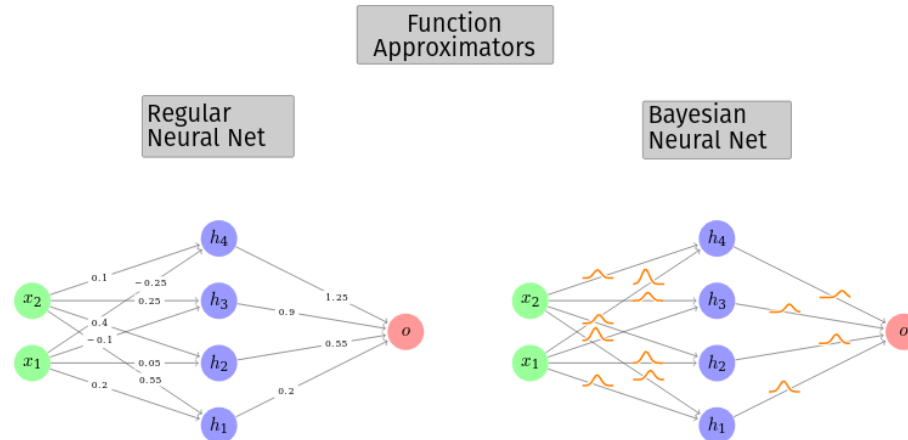 Function
Approximators
Regular
Neural Net
Bayesian
Neural Net
h4
h4
0.1
−0.25
x2
0.25
h3
1.25
x2
h3
0.9
0.4
o
o
−0.1
0.55
x1
0.05
h2
x1
h2
0.2
0.55
0.2
h1
h1